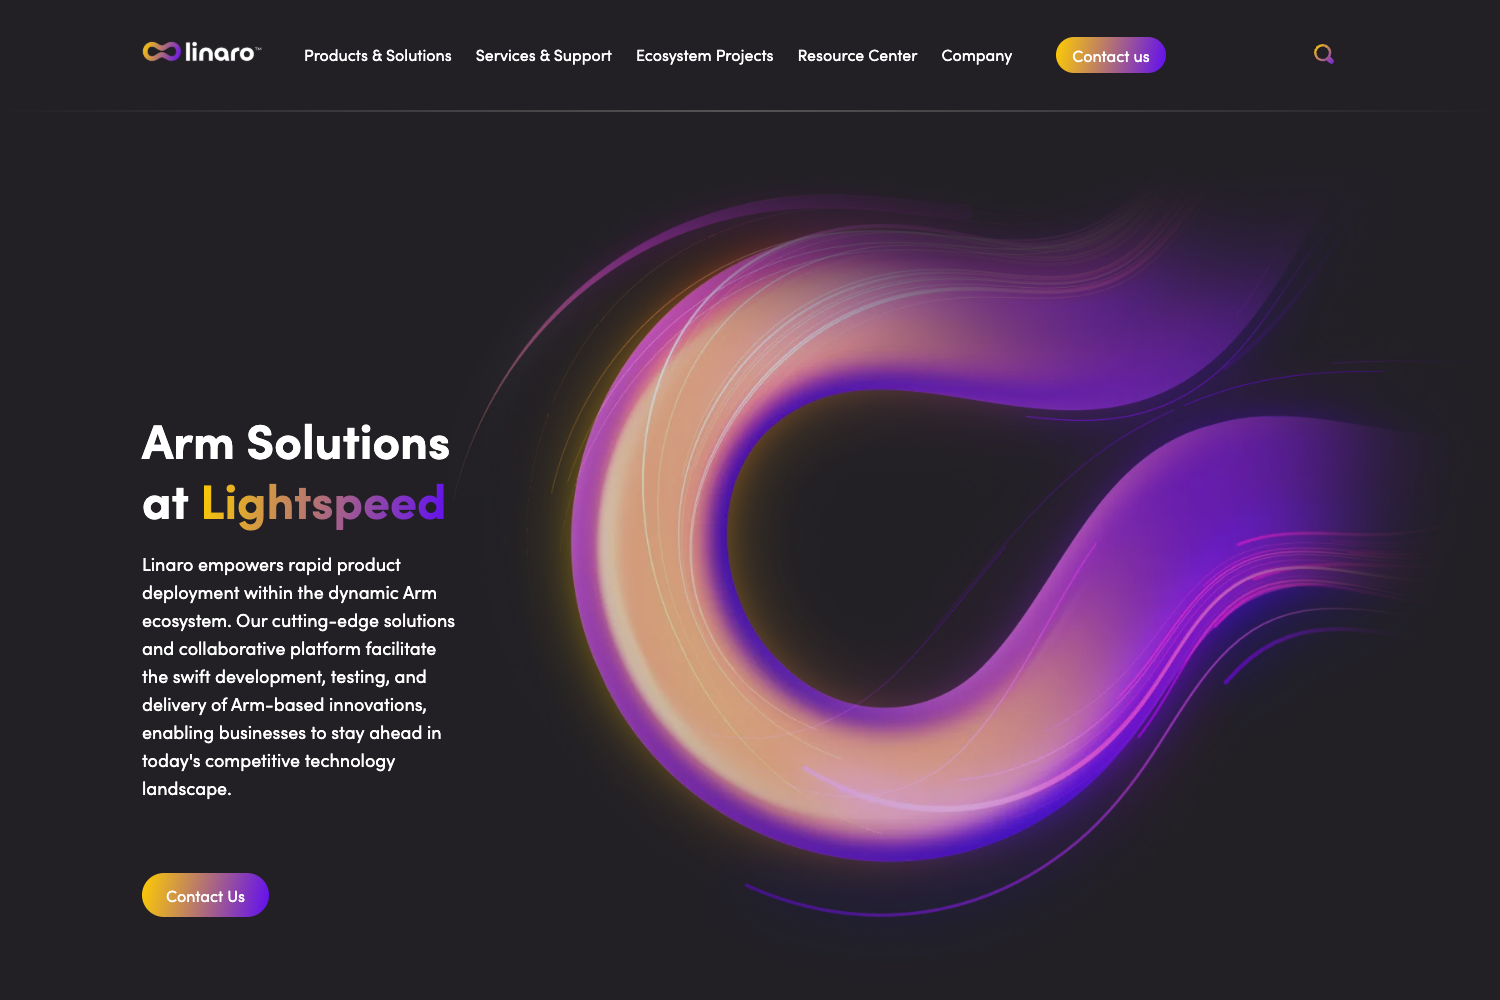 linaro™
Products & Solutions
Services & Support
Ecosystem Projects
Resource Center
Company
Contact us
Arm Solutions
at Lightspeed
Linaro empowers rapid product
deployment within the dynamic Arm
ecosystem. Our cutting-edge solutions
and collaborative platform facilitate
the swift development, testing, and
delivery of Arm-based innovations,
enabling businesses to stay ahead in
today's competitive technology
landscape.
Contact Us